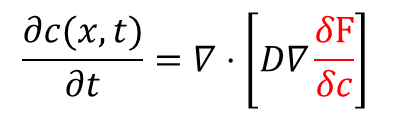 ∂c(x, t)/∂t = ∇ · [D∇ δF/δc]